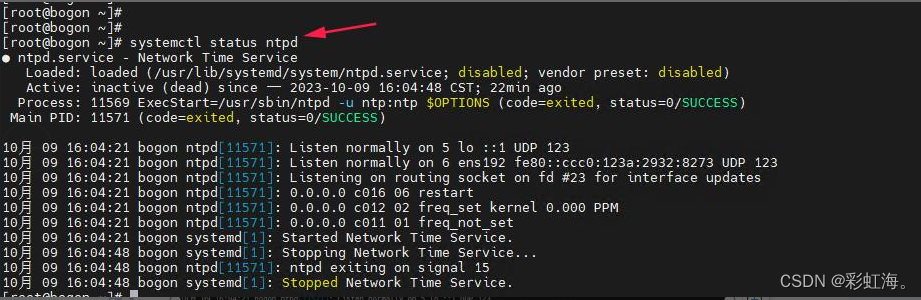 [root@bogon ~]#
[root@bogon ~]#
[root@bogon ~]# systemctl status ntpd
● ntpd.service - Network Time Service
Loaded: loaded (/usr/lib/systemd/system/ntpd.service; disabled; vendor preset: disabled)
Active: inactive (dead) since 一 2023-10-09 16:04:48 CST; 22min ago
Process: 11569 ExecStart=/usr/sbin/ntpd -u ntp:ntp $OPTIONS (code=exited, status=0/SUCCESS)
Main PID: 11571 (code=exited, status=0/SUCCESS)
10月 09 16:04:21 bogon ntpd[11571]: Listen normally on 5 lo ::1 UDP 123
10月 09 16:04:21 bogon ntpd[11571]: Listen normally on 6 ens192 fe80::ccc0:123a:2932:8273 UDP 123
10月 09 16:04:21 bogon ntpd[11571]: Listening on routing socket on fd #23 for interface updates
10月 09 16:04:21 bogon ntpd[11571]: 0.0.0.0 c016 06 restart
10月 09 16:04:21 bogon ntpd[11571]: 0.0.0.0 c012 02 freq_set kernel 0.000 PPM
10月 09 16:04:21 bogon ntpd[11571]: 0.0.0.0 c011 01 freq_not_set
10月 09 16:04:21 bogon systemd[1]: Started Network Time Service.
10月 09 16:04:48 bogon systemd[1]: Stopping Network Time Service...
10月 09 16:04:48 bogon ntpd[11571]: ntpd exiting on signal 15
10月 09 16:04:48 bogon systemd[1]: Stopped Network Time Service.
[root@bogon ~]#
CSDN @彩虹海。